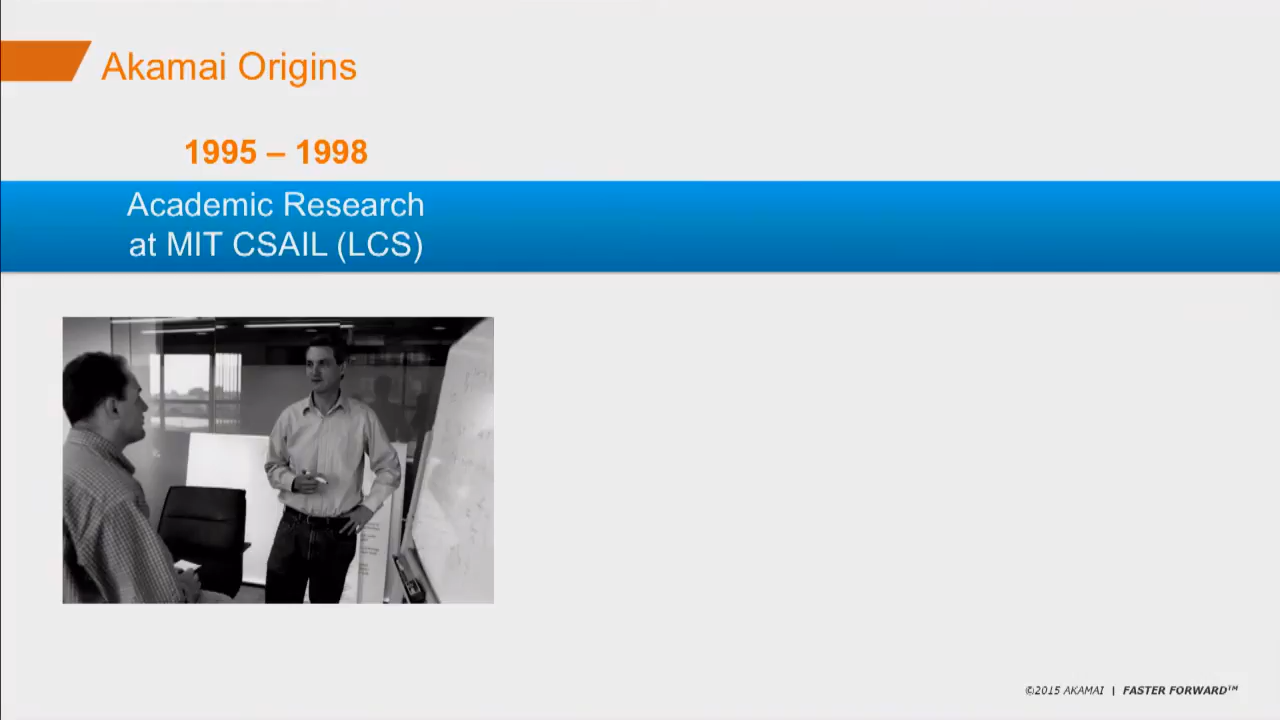 Akamai Origins
1995 – 1998
Academic Research
at MIT CSAIL (LCS)
©2015 AKAMAI | FASTER FORWARD™